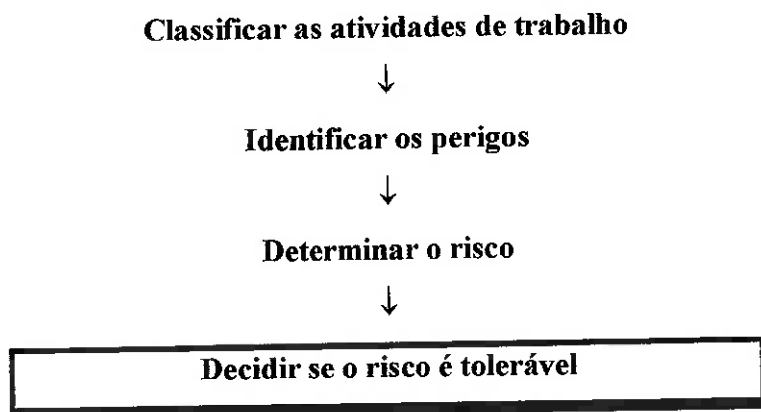 Classificar as atividades de trabalho
↓
Identificar os perigos
↓
Determinar o risco
↓
Decidir se o risco é tolerável